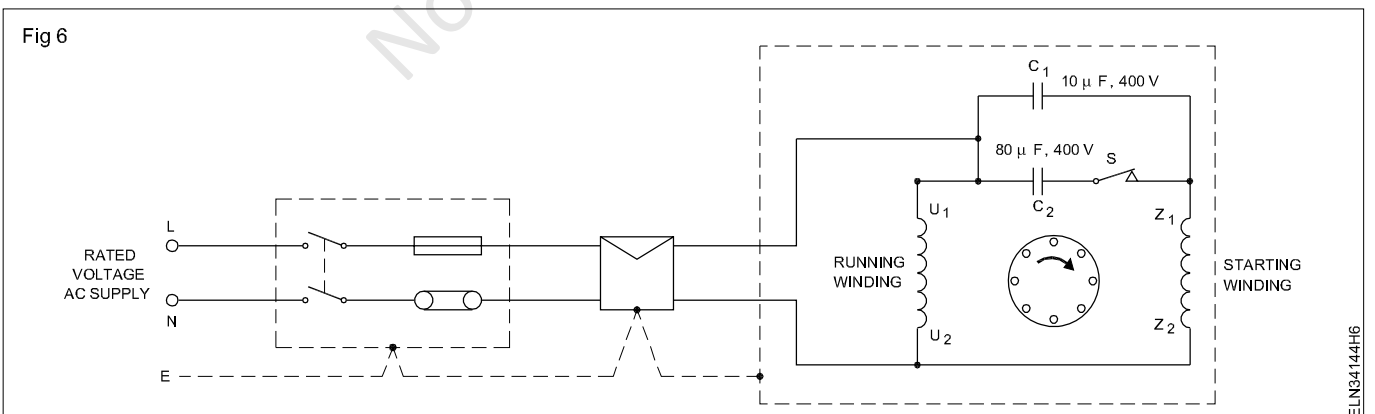 Fig 6
No
C1
10 μ F, 400 V
80 μ F, 400 V
S
C2
L
RATED
VOLTAGE
AC SUPPLY
N
E
U1
RUNNING
WINDING
U2
Z1
STARTING
WINDING
Z2
ELN34144H6